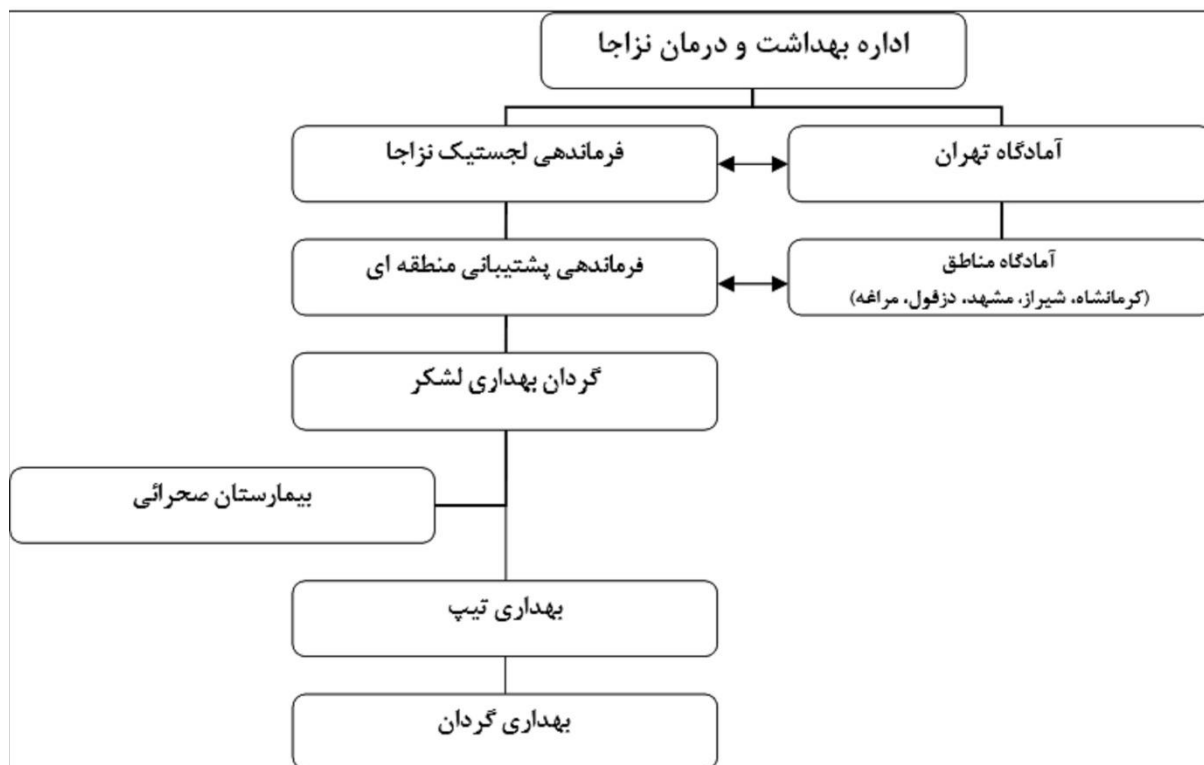 اداره بهداشت و درمان نزاجا
آمادگاه تهران
فرماندهی لجستیک نزاجا
آمادگاه مناطق
(کرمانشاه، شیراز، مشهد، دزفول، مراغه)
فرماندهی پشتیبانی منطقه ای
گردان بهداری لشکر
بیمارستان صحرائی
بهداری تیپ
بهداری گردان